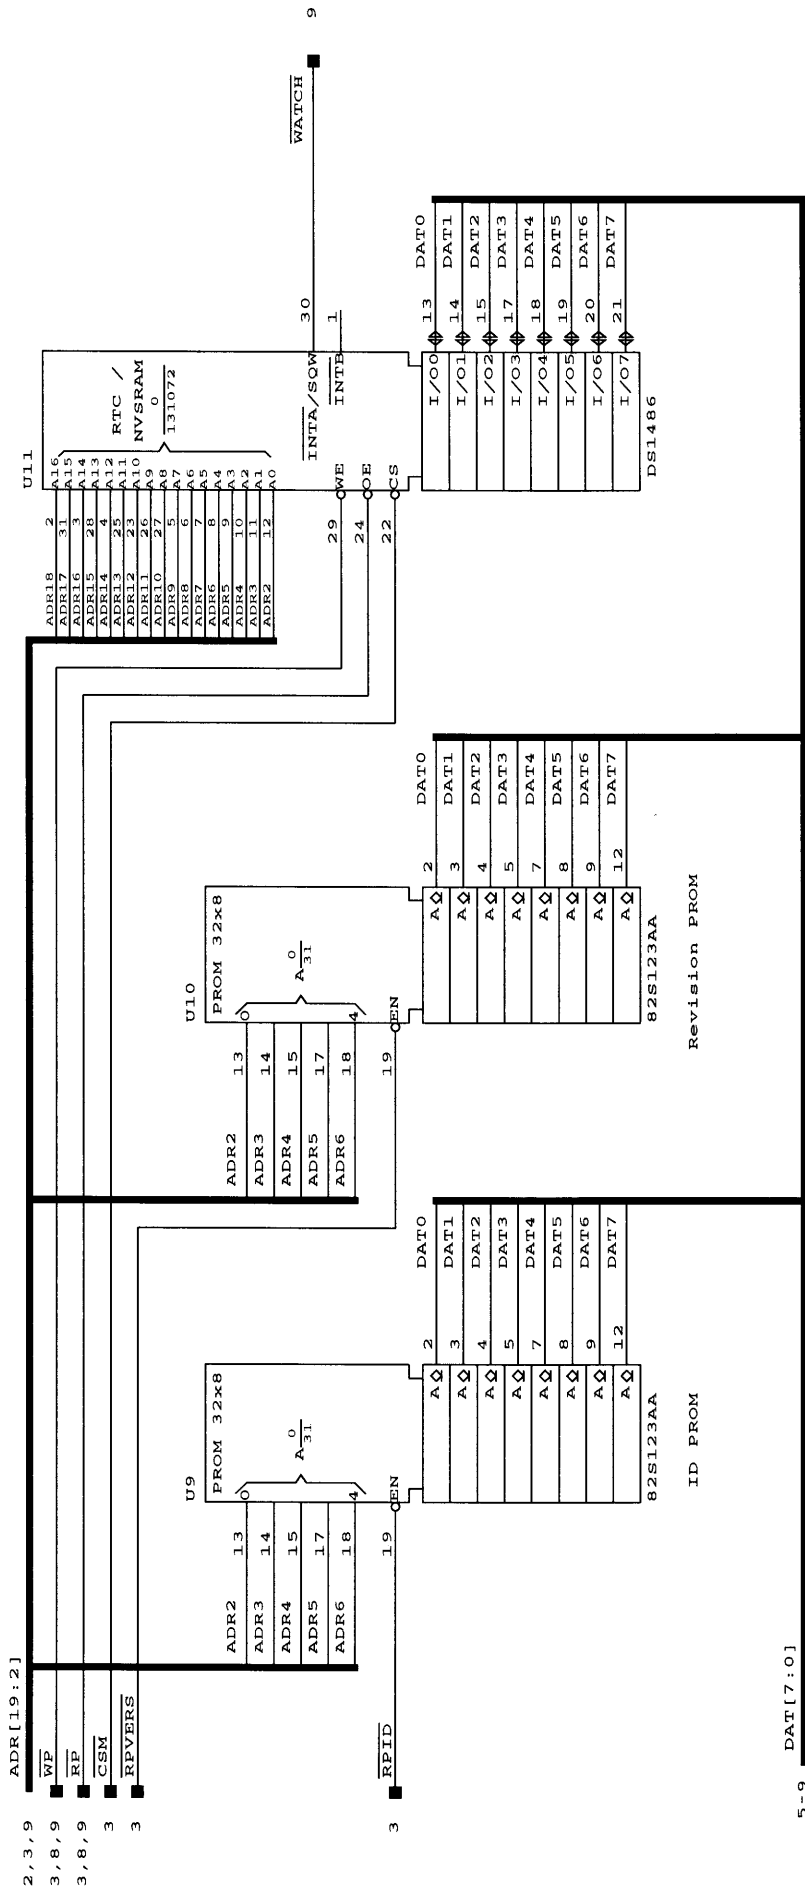 2,3,9
ADR[19:2]
3,8,9
WP
3,8,9
RP
3
CSM
3
RPVERS
3
RPID
5-9
DAT[7:0]
U9
PROM 32x8
0
4
A 0
31
EN
ADR2 13
ADR3 14
ADR4 15
ADR5 17
ADR6 18
19
A 2 DAT0
A 3 DAT1
A 4 DAT2
A 5 DAT3
A 7 DAT4
A 8 DAT5
A 9 DAT6
A 12 DAT7
82S123AA
ID PROM
U10
PROM 32x8
0
4
A 0
31
EN
ADR2 13
ADR3 14
ADR4 15
ADR5 17
ADR6 18
19
A 2 DAT0
A 3 DAT1
A 4 DAT2
A 5 DAT3
A 7 DAT4
A 8 DAT5
A 9 DAT6
A 12 DAT7
82S123AA
Revision PROM
U11
RTC /
NVSRAM
0
131072
ADR18 2 A16
ADR17 31 A15
ADR16 3 A14
ADR15 28 A13
ADR14 4 A12
ADR13 25 A11
ADR12 23 A10
ADR11 26 A9
ADR10 27 A8
ADR9 5 A7
ADR8 6 A6
ADR7 7 A5
ADR6 8 A4
ADR5 9 A3
ADR4 10 A2
ADR3 11 A1
ADR2 12 A0
INTA/SQW 30 WATCH 9
INTB 1
29 WE
24 OE
22 CS
I/O0 13 DAT0
I/O1 14 DAT1
I/O2 15 DAT2
I/O3 17 DAT3
I/O4 18 DAT4
I/O5 19 DAT5
I/O6 20 DAT6
I/O7 21 DAT7
DS1486